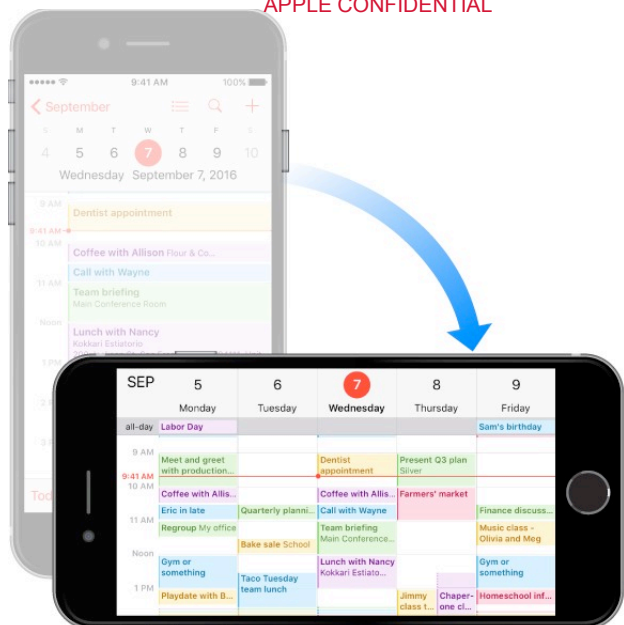 APPLE CONFIDENTIAL
9:41 AM
100%
September
S M T W T F S
4 5 6 7 8 9 10
Wednesday September 7, 2016
9 AM
Dentist appointment
9:41 AM
10 AM
Coffee with Allison Flour & Co...
Call with Wayne
11 AM
Team briefing
Main Conference Room
Noon
Lunch with Nancy
Kokkari Estiatorio
1 PM
SEP 5 6 7 8 9
Monday Tuesday Wednesday Thursday Friday
all-day Labor Day Sam's birthday
9 AM
Meet and greet
with production...
Dentist
appointment
Present Q3 plan
Silver
9:41 AM
10 AM
Coffee with Allis...
Coffee with Allis...
Farmers' market
Eric in late
Quarterly planni...
Call with Wayne
Finance discuss...
11 AM
Regroup My office
Team briefing
Main Conference...
Music class –
Olivia and Meg
Bake sale School
Noon
Gym or
something
Lunch with Nancy
Kokkari Estiato...
Gym or
something
Taco Tuesday
team lunch
1 PM
Playdate with B...
Jimmy
class t...
Chaper-
one cl...
Homeschool inf...